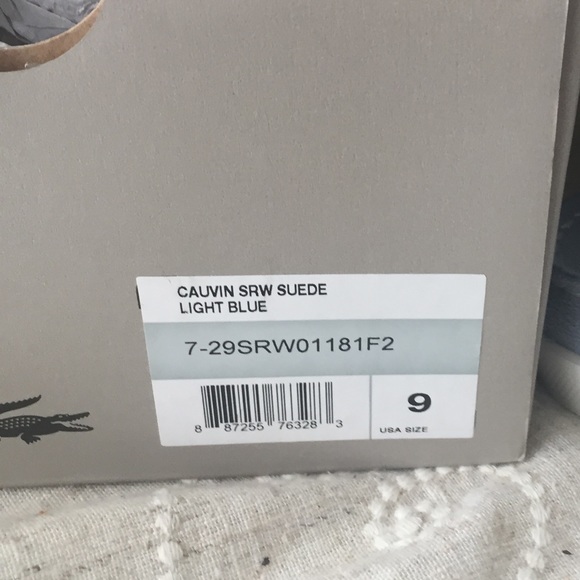 CAUVIN SRW SUEDE
LIGHT BLUE
7-29SRW01181F2
8 87255 76328 3
9
USA SIZE